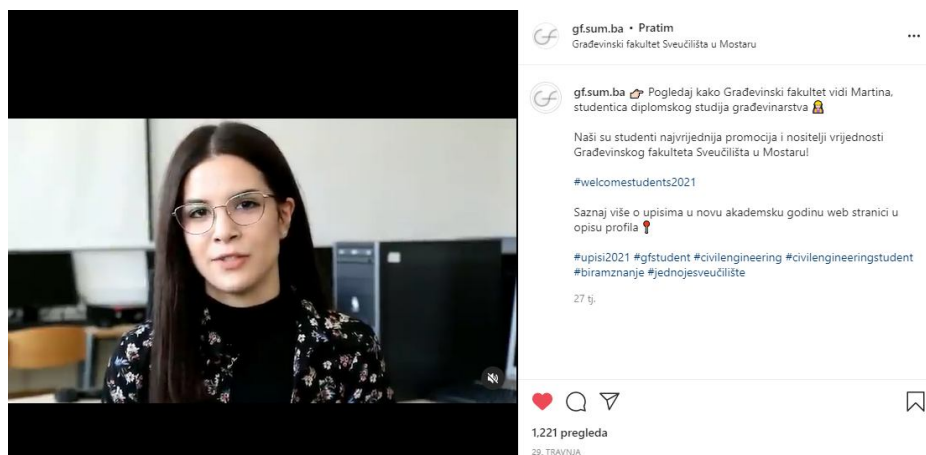 gf.sum.ba • Pratim
Građevinski fakultet Sveučilišta u Mostaru
gf.sum.ba 👉 Pogledaj kako Građevinski fakultet vidi Martina,
studentica diplomskog studija građevinarstva 👷‍♀️
Naši su studenti najvrijednija promocija i nositelji vrijednosti
Građevinskog fakulteta Sveučilišta u Mostaru!
#welcomestudents2021
Saznaj više o upisima u novu akademsku godinu web stranici u
opisu profila 📍
#upisi2021 #gfstudent #civilengineering #civilengineeringstudent
#biramznanje #jednojesveučilište
27 tj.
1,221 pregleda
29. TRAVNJA